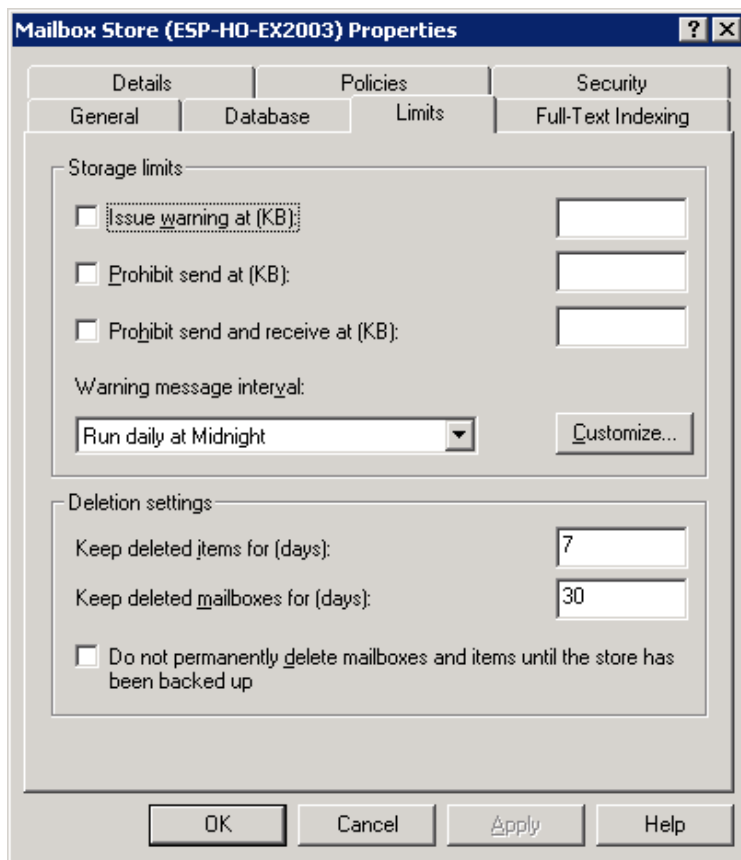 Mailbox Store (ESP-HO-EX2003) Properties
Details Policies Security
General Database Limits Full-Text Indexing
Storage limits
Issue warning at (KB):
Prohibit send at (KB):
Prohibit send and receive at (KB):
Warning message interval:
Run daily at Midnight Customize...
Deletion settings
Keep deleted items for (days): 7
Keep deleted mailboxes for (days): 30
Do not permanently delete mailboxes and items until the store has
been backed up
OK Cancel Apply Help